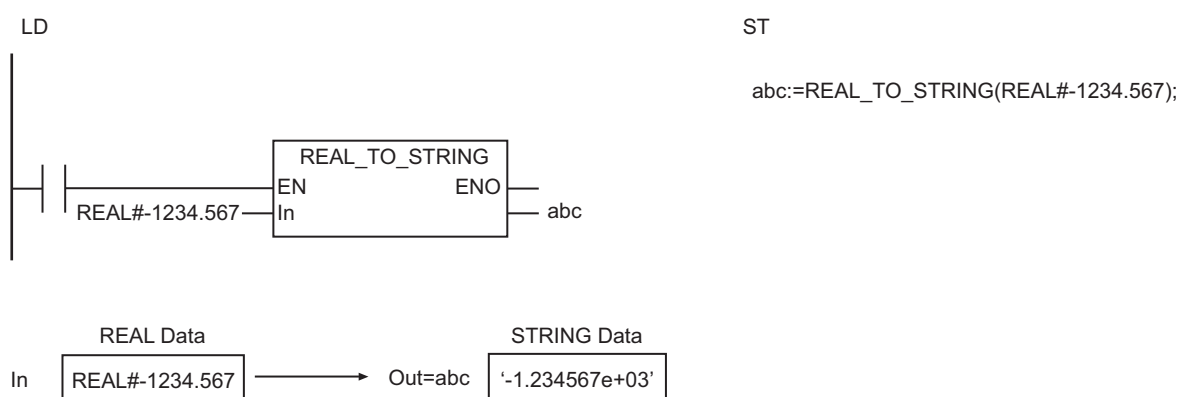 LD
ST
abc:=REAL_TO_STRING(REAL#-1234.567);
REAL_TO_STRING
EN ENO
REAL#-1234.567 In abc
REAL Data STRING Data
In REAL#-1234.567 Out=abc ‘-1.234567e+03’